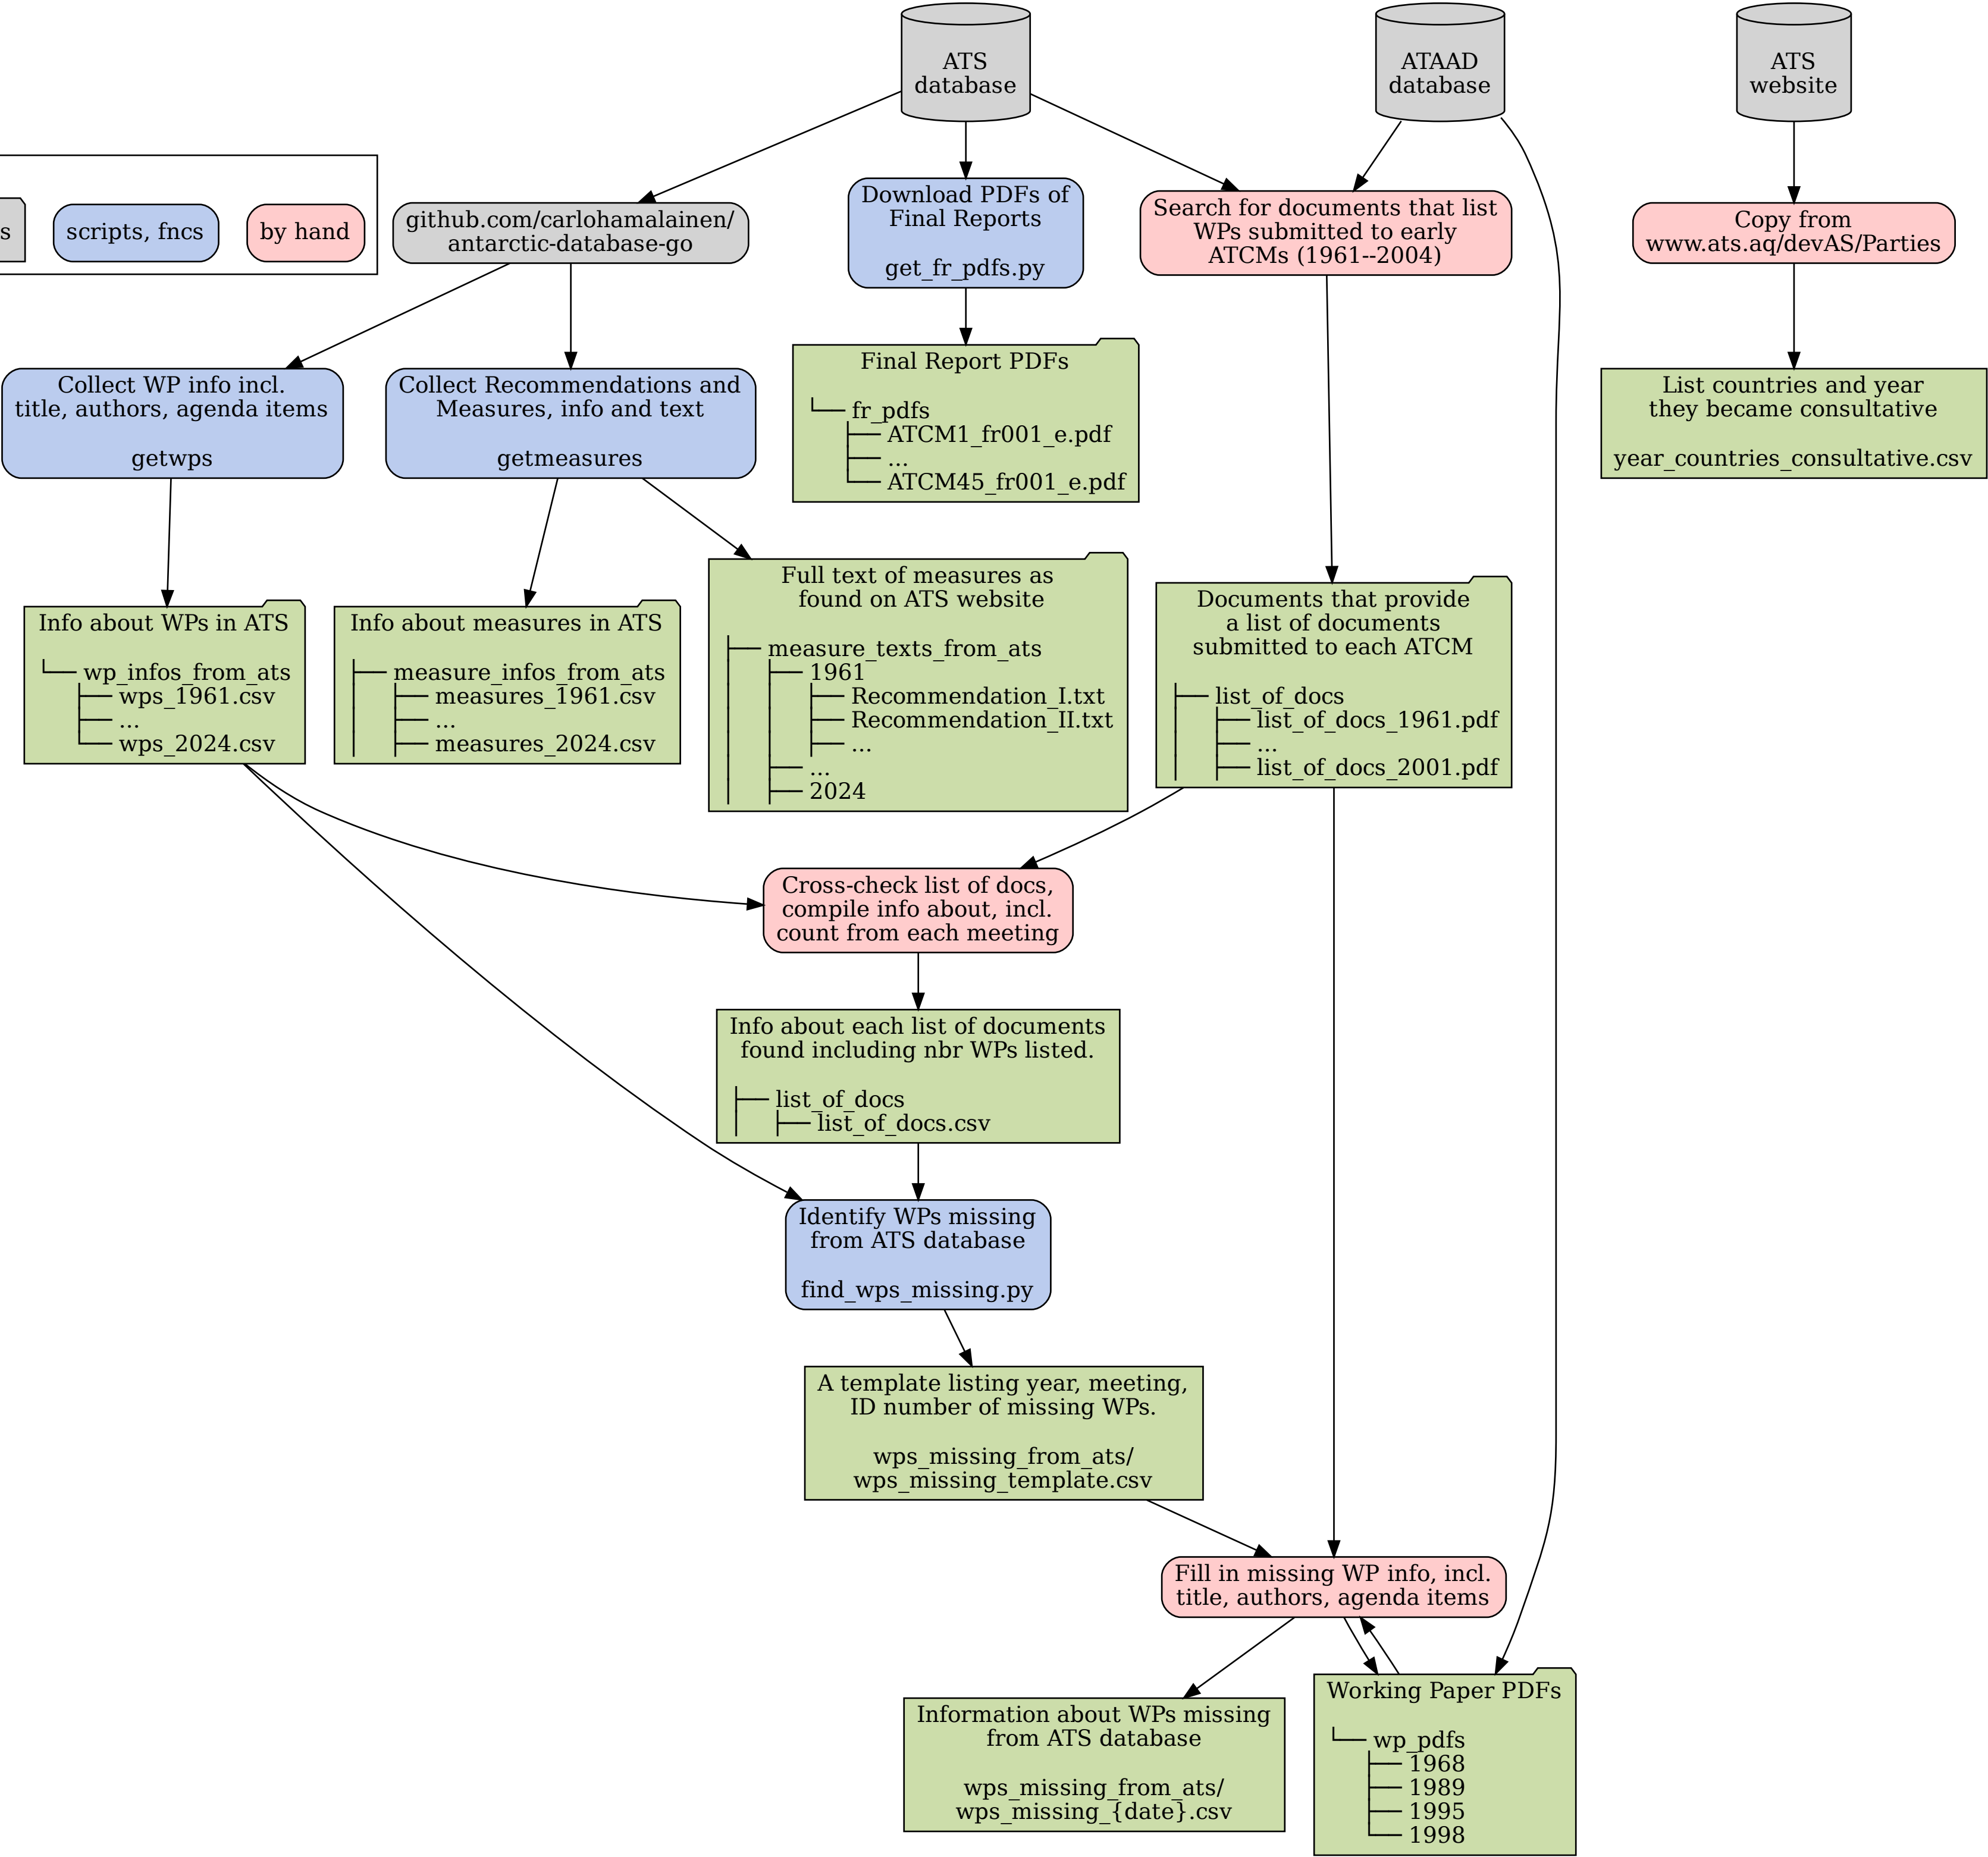 ATS
database
ATAAD
database
ATS
website
s
scripts, fncs
by hand
github.com/carlohamalainen/
antarctic-database-go
Download PDFs of
Final Reports
get_fr_pdfs.py
Search for documents that list
WPs submitted to early
ATCMs (1961--2004)
Copy from
www.ats.aq/devAS/Parties
Collect WP info incl.
title, authors, agenda items
getwps
Collect Recommendations and
Measures, info and text
getmeasures
Final Report PDFs
└── fr_pdfs
├── ATCM1_fr001_e.pdf
├── ...
└── ATCM45_fr001_e.pdf
List countries and year
they became consultative
year_countries_consultative.csv
Info about WPs in ATS
└── wp_infos_from_ats
├── wps_1961.csv
├── ...
└── wps_2024.csv
Info about measures in ATS
├── measure_infos_from_ats
│   ├── measures_1961.csv
│   ├── ...
│   ├── measures_2024.csv
Full text of measures as
found on ATS website
├── measure_texts_from_ats
│   ├── 1961
│   │   ├── Recommendation_I.txt
│   │   ├── Recommendation_II.txt
│   │   ├── ...
│   ├── ...
│   ├── 2024
Documents that provide
a list of documents
submitted to each ATCM
├── list_of_docs
│   ├── list_of_docs_1961.pdf
│   ├── ...
│   ├── list_of_docs_2001.pdf
Cross-check list of docs,
compile info about, incl.
count from each meeting
Info about each list of documents
found including nbr WPs listed.
├── list_of_docs
│   ├── list_of_docs.csv
Identify WPs missing
from ATS database
find_wps_missing.py
A template listing year, meeting,
ID number of missing WPs.
wps_missing_from_ats/
wps_missing_template.csv
Fill in missing WP info, incl.
title, authors, agenda items
Information about WPs missing
from ATS database
wps_missing_from_ats/
wps_missing_{date}.csv
Working Paper PDFs
└── wp_pdfs
├── 1968
├── 1989
├── 1995
└── 1998